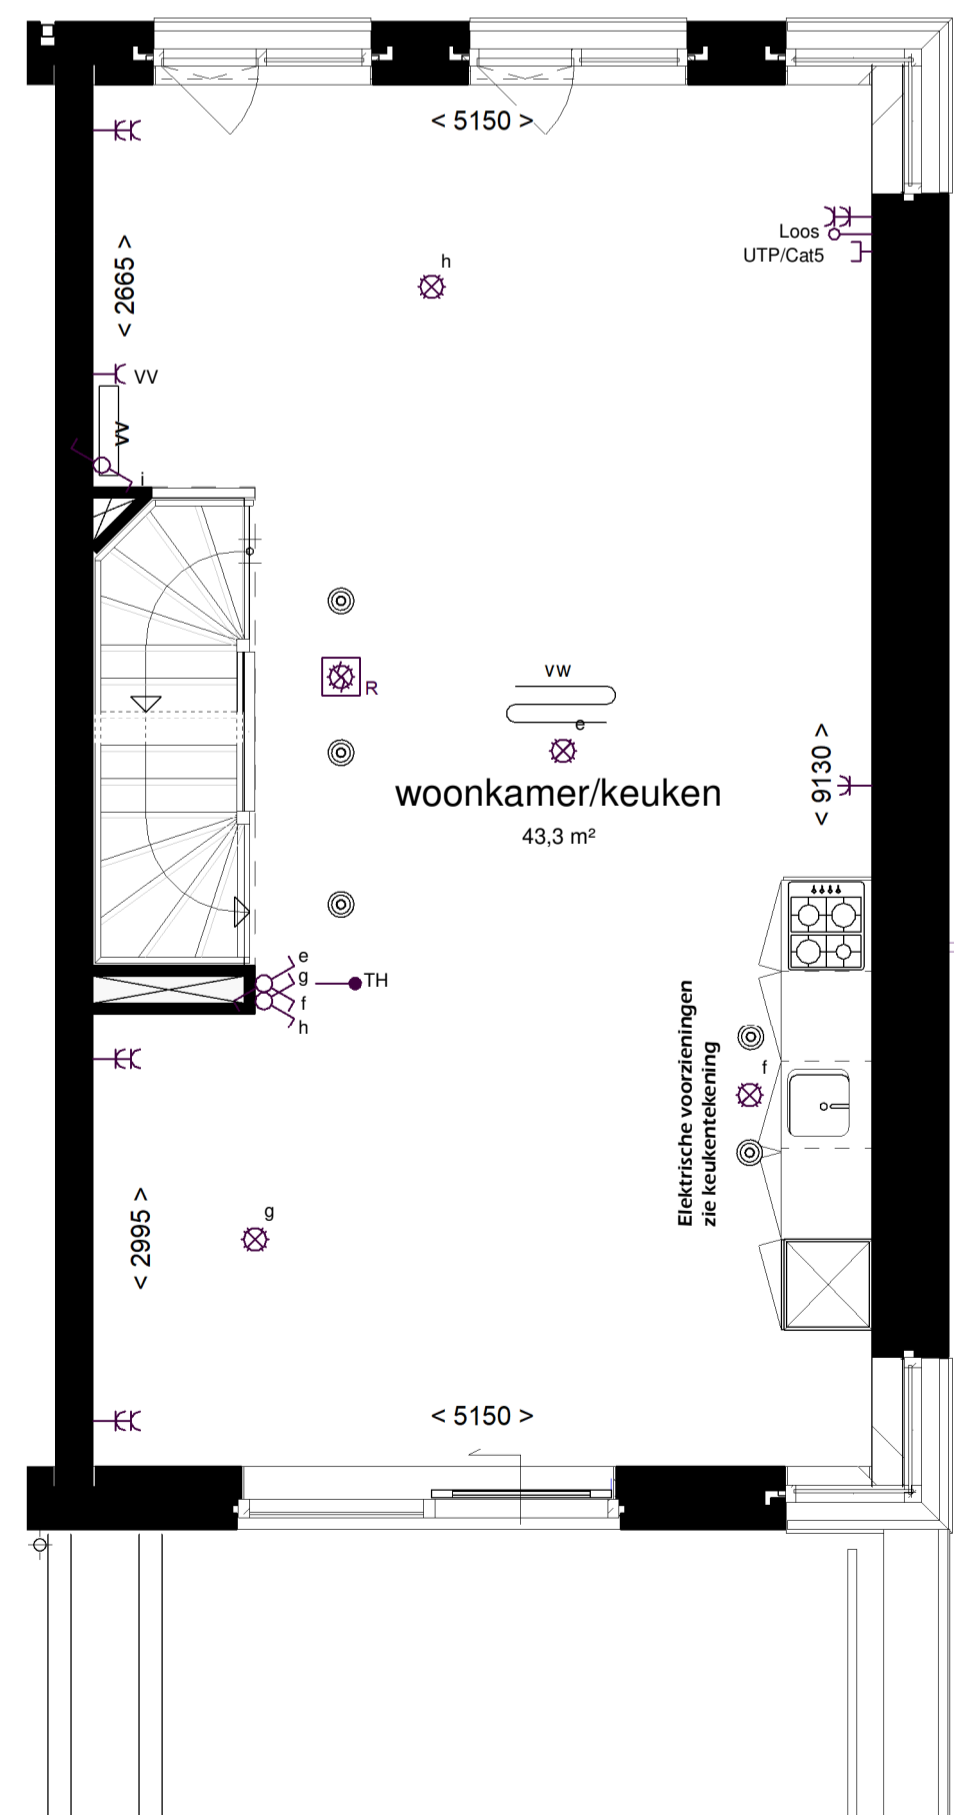 < 5150 >
h
Loos
UTP/Cat5
< 2665 >
VV
VV
i
R
vw
e
woonkamer/keuken
43,3 m²
< 9130 >
e
g
f
h
TH
Elektrische voorzieningen
zie keukentekening
f
g
< 2995 >
< 5150 >